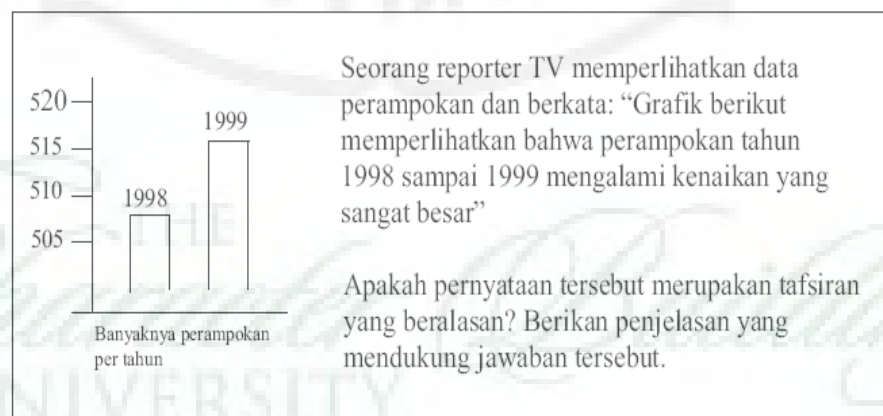 520
515
510
505
1998
1999
Banyaknya perampokan
per tahun
Seorang reporter TV memperlihatkan data
perampokan dan berkata: “Grafik berikut
memperlihatkan bahwa perampokan tahun
1998 sampai 1999 mengalami kenaikan yang
sangat besar”
Apakah pernyataan tersebut merupakan tafsiran
yang beralasan? Berikan penjelasan yang
mendukung jawaban tersebut.
THE
UNIVERSITY